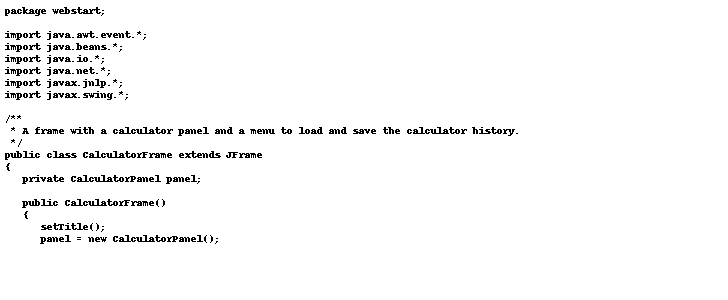 package webstart;

import java.awt.event.*;
import java.beans.*;
import java.io.*;
import java.net.*;
import javax.jnlp.*;
import javax.swing.*;

/**
 * A frame with a calculator panel and a menu to load and save the calculator history.
 */
public class CalculatorFrame extends JFrame
{
   private CalculatorPanel panel;

   public CalculatorFrame()
   {
      setTitle();
      panel = new CalculatorPanel();